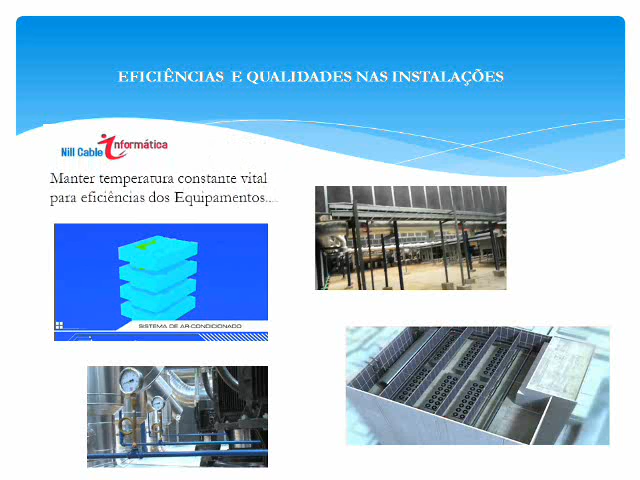 EFICIÊNCIAS E QUALIDADES NAS INSTALAÇÕES
Nill Cable Informática
Manter temperatura constante vital
para eficiências dos Equipamentos....
SISTEMA DE AR-CONDICIONADO